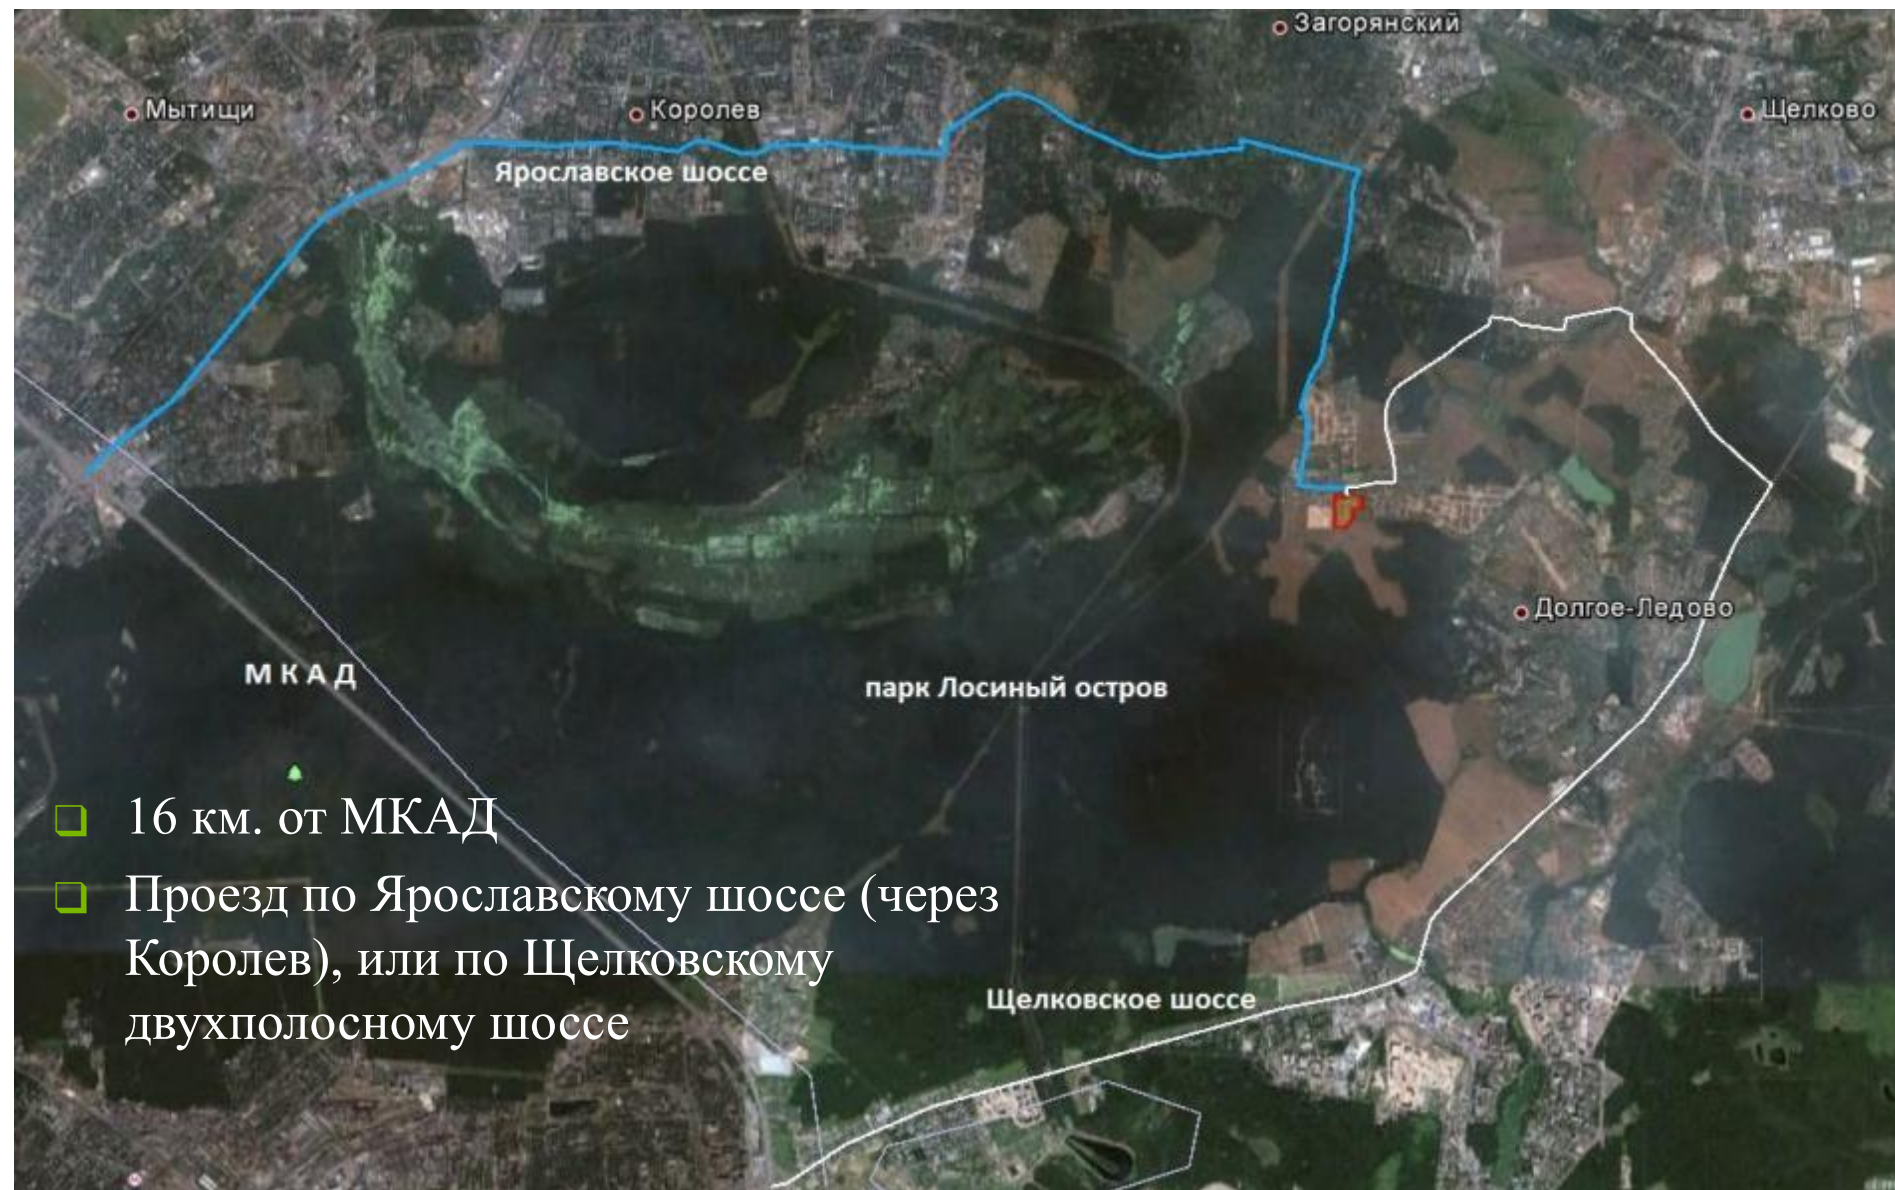 Загорянский
Мытищи
Королев
Щелково
Ярославское шоссе
Долгое-Ледово
М К А Д
парк Лосиный остров
16 км. от МКАД
Проезд по Ярославскому шоссе (через
Королев), или по Щелковскому
двухполосному шоссе
Щелковское шоссе